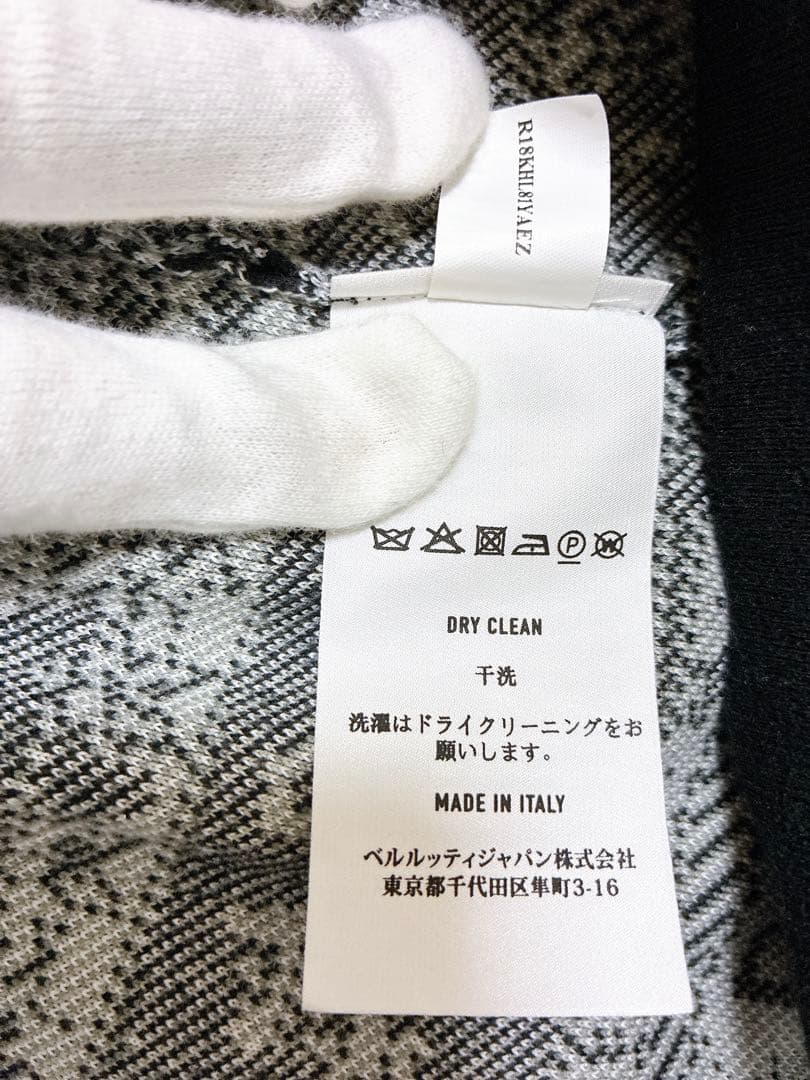 R18KHL81YAEZ
P
W
DRY CLEAN
干洗
洗濯はドライクリーニングをお
願いします。
MADE IN ITALY
ベルルッティジャパン株式会社
東京都千代田区隼町3-16